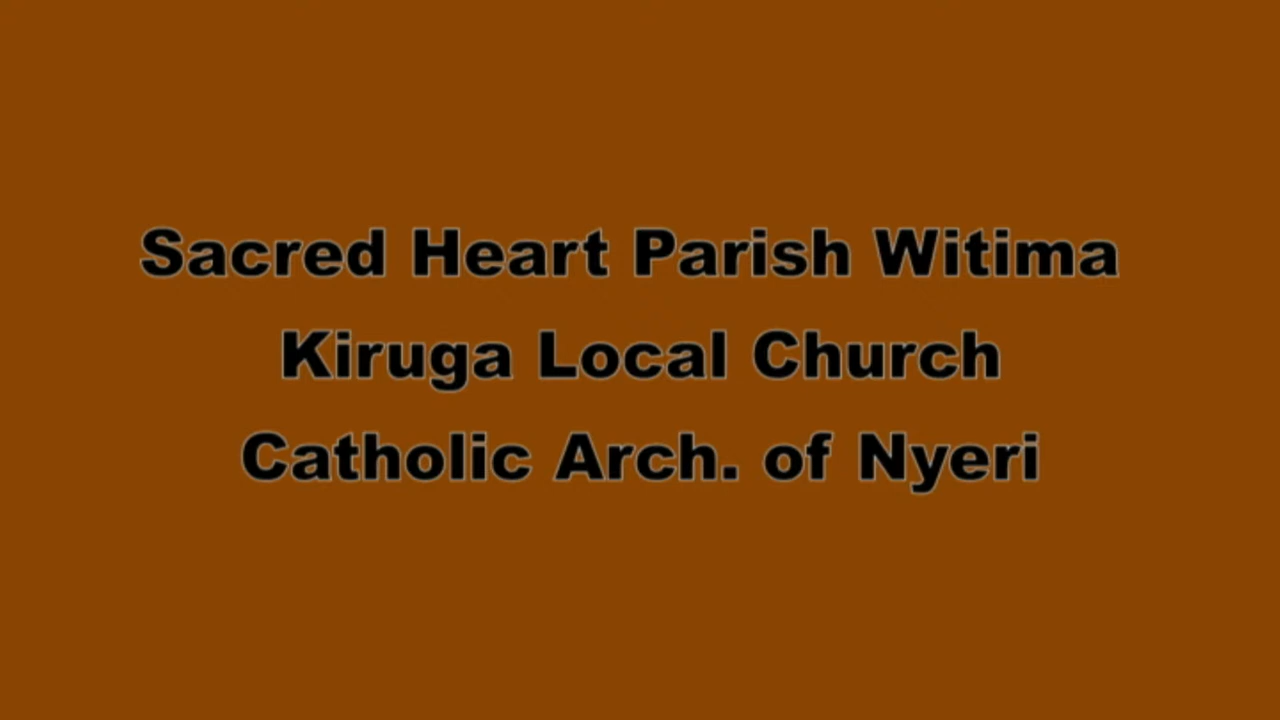 Sacred Heart Parish Witima
Kiruga Local Church
Catholic Arch. of Nyeri